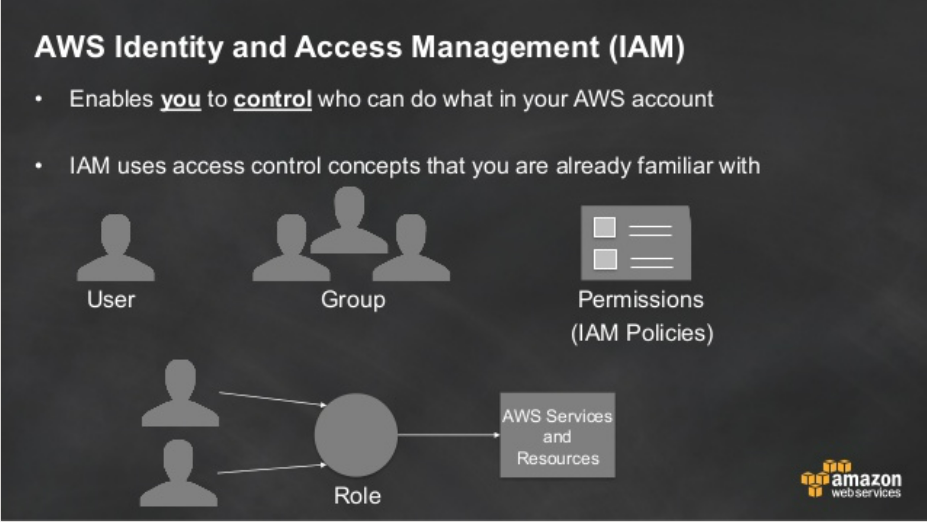 AWS Identity and Access Management (IAM)
• Enables you to control who can do what in your AWS account
• IAM uses access control concepts that you are already familiar with
User
Group
Permissions
(IAM Policies)
AWS Services
and
Resources
Role
amazon
webservices